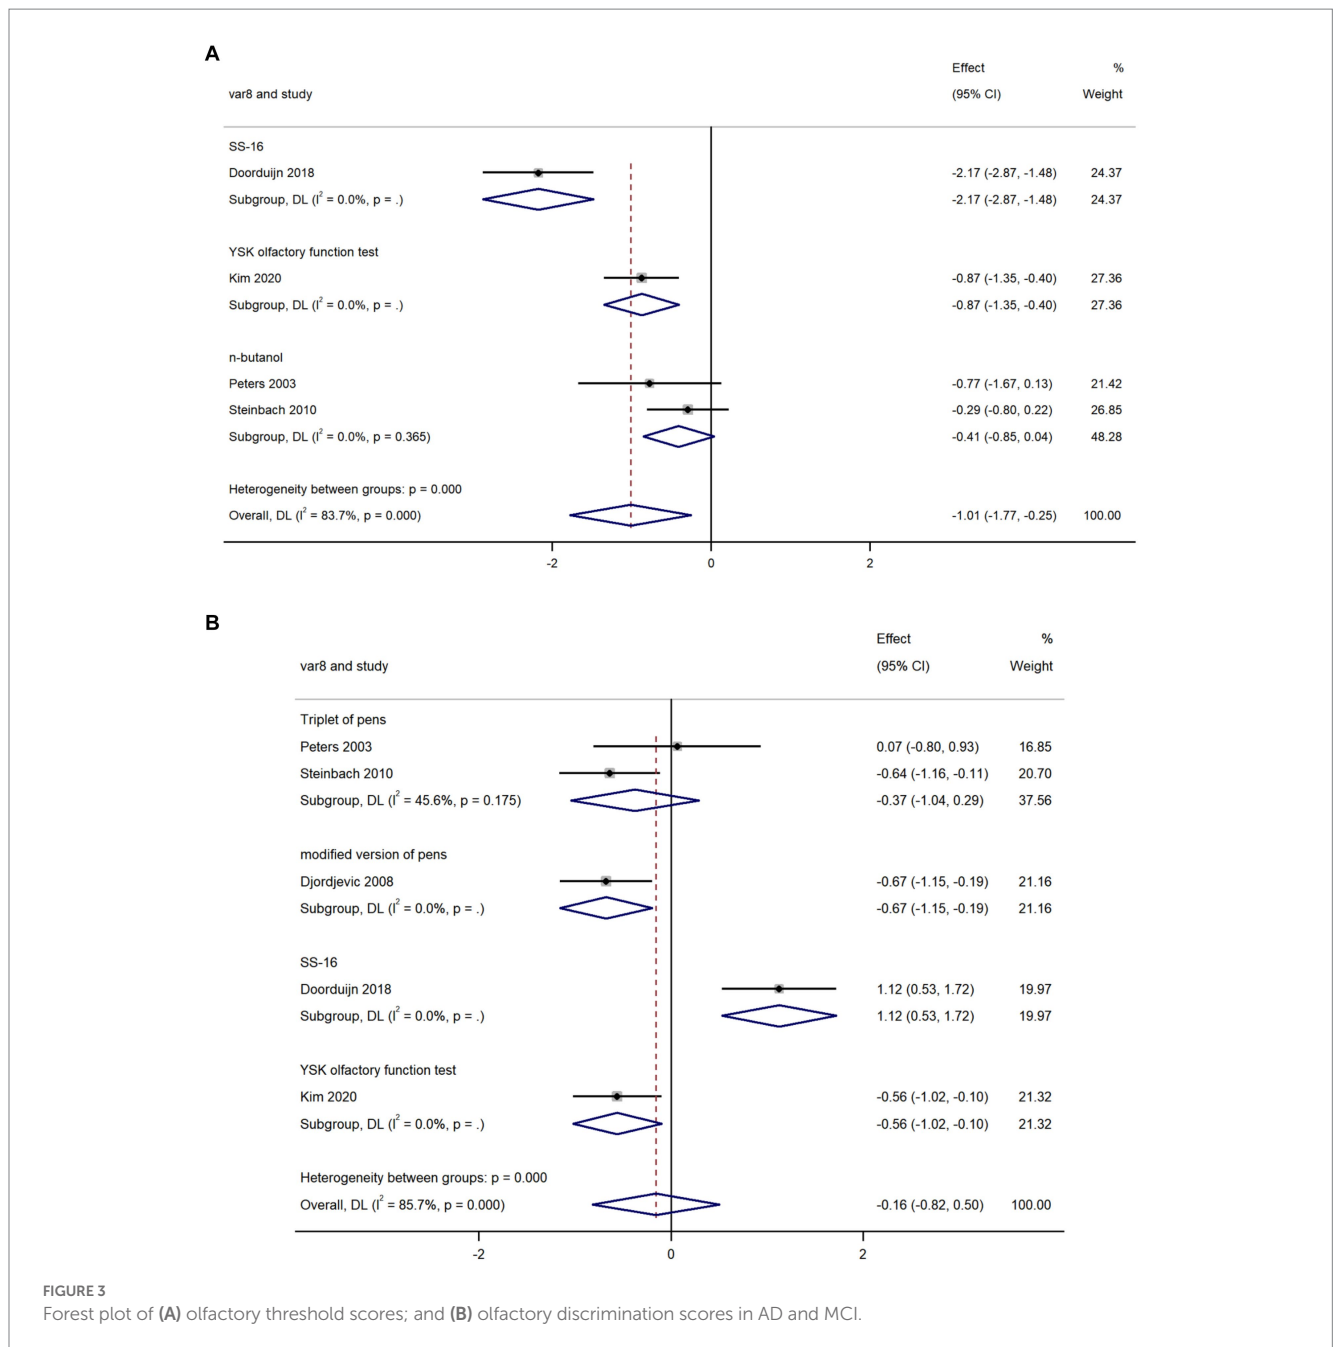 A
Effect %
var8 and study (95% CI) Weight
SS-16
Doorduijn 2018 -2.17 (-2.87, -1.48) 24.37
Subgroup, DL (I² = 0.0%, p = .) -2.17 (-2.87, -1.48) 24.37
YSK olfactory function test
Kim 2020 -0.87 (-1.35, -0.40) 27.36
Subgroup, DL (I² = 0.0%, p = .) -0.87 (-1.35, -0.40) 27.36
n-butanol
Peters 2003 -0.77 (-1.67, 0.13) 21.42
Steinbach 2010 -0.29 (-0.80, 0.22) 26.85
Subgroup, DL (I² = 0.0%, p = 0.365) -0.41 (-0.85, 0.04) 48.28
Heterogeneity between groups: p = 0.000
Overall, DL (I² = 83.7%, p = 0.000) -1.01 (-1.77, -0.25) 100.00
-2 0 2
B
Effect %
var8 and study (95% CI) Weight
Triplet of pens
Peters 2003 0.07 (-0.80, 0.93) 16.85
Steinbach 2010 -0.64 (-1.16, -0.11) 20.70
Subgroup, DL (I² = 45.6%, p = 0.175) -0.37 (-1.04, 0.29) 37.56
modified version of pens
Djordjevic 2008 -0.67 (-1.15, -0.19) 21.16
Subgroup, DL (I² = 0.0%, p = .) -0.67 (-1.15, -0.19) 21.16
SS-16
Doorduijn 2018 1.12 (0.53, 1.72) 19.97
Subgroup, DL (I² = 0.0%, p = .) 1.12 (0.53, 1.72) 19.97
YSK olfactory function test
Kim 2020 -0.56 (-1.02, -0.10) 21.32
Subgroup, DL (I² = 0.0%, p = .) -0.56 (-1.02, -0.10) 21.32
Heterogeneity between groups: p = 0.000
Overall, DL (I² = 85.7%, p = 0.000) -0.16 (-0.82, 0.50) 100.00
-2 0 2
FIGURE 3
Forest plot of (A) olfactory threshold scores; and (B) olfactory discrimination scores in AD and MCI.